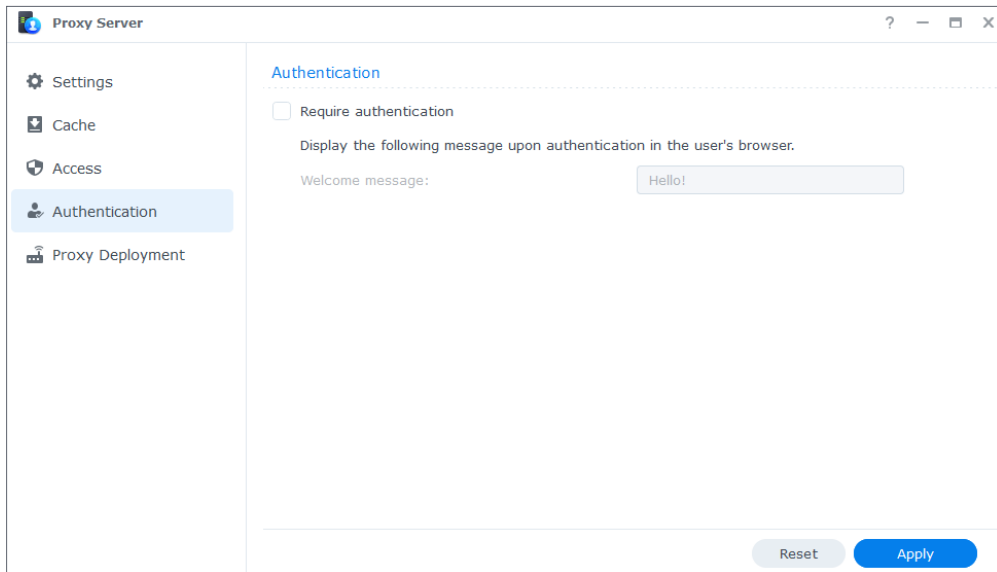 Proxy Server
Settings
Cache
Access
Authentication
Proxy Deployment
Authentication
Require authentication
Display the following message upon authentication in the user's browser.
Welcome message: Hello!
Reset Apply